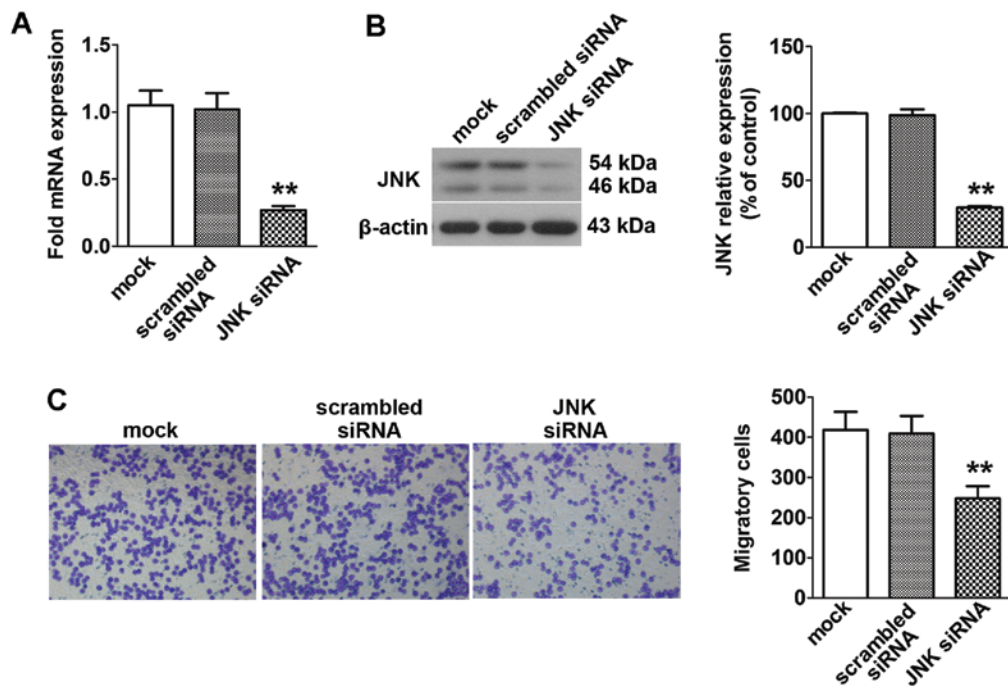 A
Fold mRNA expression
1.5
1.0
0.5
0.0
**
mock
scrambled
siRNA
JNK siRNA
B
mock
scrambled siRNA
JNK siRNA
JNK
54 kDa
46 kDa
β-actin
43 kDa
JNK relative expression
(% of control)
150
100
50
0
**
mock
scrambled
siRNA
JNK siRNA
C
mock
scrambled
siRNA
JNK
siRNA
Migratory cells
500
400
300
200
100
0
**
mock
scrambled
siRNA
JNK siRNA